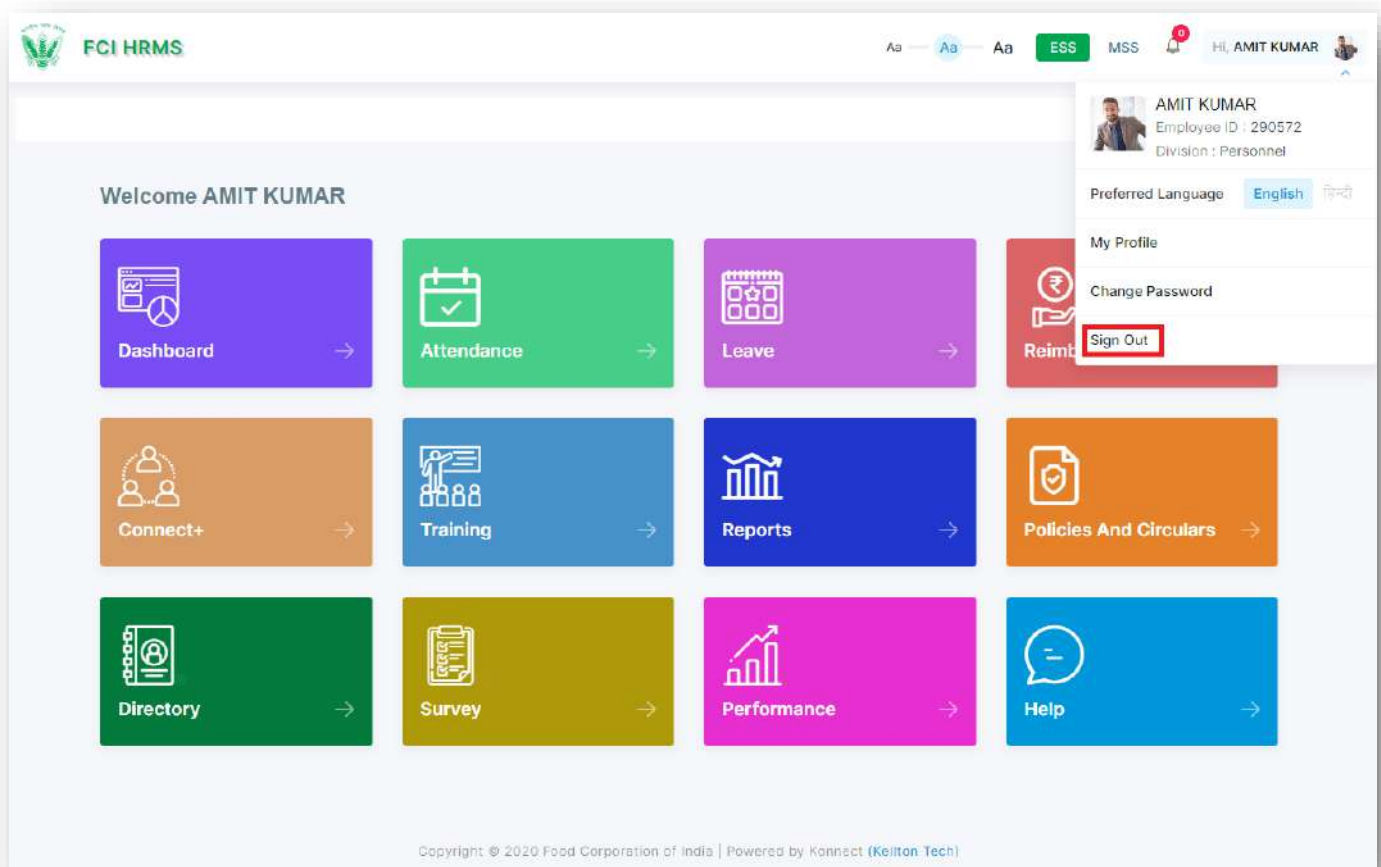 FCI HRMS
Aa Aa Aa ESS MSS 0 Hi, AMIT KUMAR
AMIT KUMAR
Employee ID : 290572
Division : Personnel
Preferred Language English हिन्दी
My Profile
Change Password
Sign Out
Welcome AMIT KUMAR
Dashboard
Attendance
Leave
Reimb
Connect+
Training
Reports
Policies And Circulars
Directory
Survey
Performance
Help
Copyright © 2020 Food Corporation of India | Powered by Konnect (Kellton Tech)